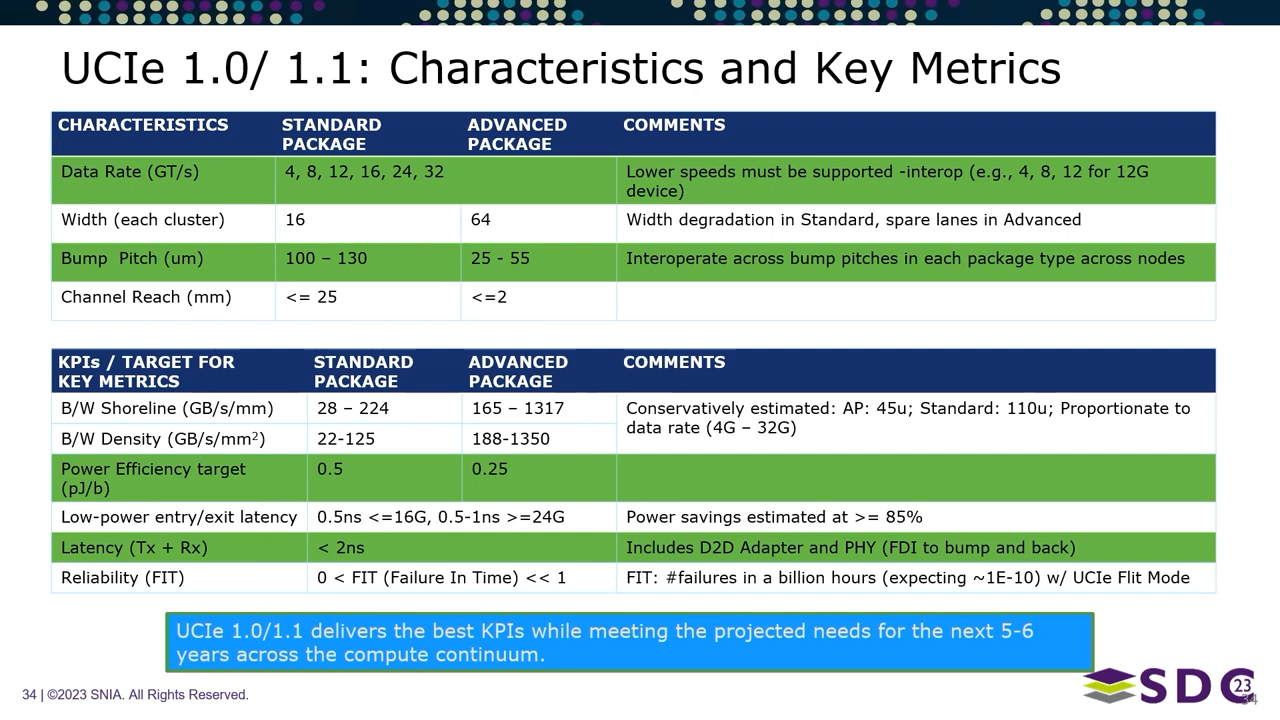 UCIe 1.0/ 1.1: Characteristics and Key Metrics
CHARACTERISTICS STANDARD PACKAGE ADVANCED PACKAGE COMMENTS
Data Rate (GT/s) 4, 8, 12, 16, 24, 32 Lower speeds must be supported -interop (e.g., 4, 8, 12 for 12G device)
Width (each cluster) 16 64 Width degradation in Standard, spare lanes in Advanced
Bump Pitch (um) 100 – 130 25 - 55 Interoperate across bump pitches in each package type across nodes
Channel Reach (mm) <= 25 <=2
KPIs / TARGET FOR KEY METRICS STANDARD PACKAGE ADVANCED PACKAGE COMMENTS
B/W Shoreline (GB/s/mm) 28 – 224 165 – 1317 Conservatively estimated: AP: 45u; Standard: 110u; Proportionate to data rate (4G – 32G)
B/W Density (GB/s/mm²) 22-125 188-1350
Power Efficiency target (pJ/b) 0.5 0.25
Low-power entry/exit latency 0.5ns <=16G, 0.5-1ns >=24G Power savings estimated at >= 85%
Latency (Tx + Rx) < 2ns Includes D2D Adapter and PHY (FDI to bump and back)
Reliability (FIT) 0 < FIT (Failure In Time) << 1 FIT: #failures in a billion hours (expecting ~1E-10) w/ UCIe Flit Mode
UCIe 1.0/1.1 delivers the best KPIs while meeting the projected needs for the next 5-6
years across the compute continuum.
34 | ©2023 SNIA. All Rights Reserved.
SDC 23
34